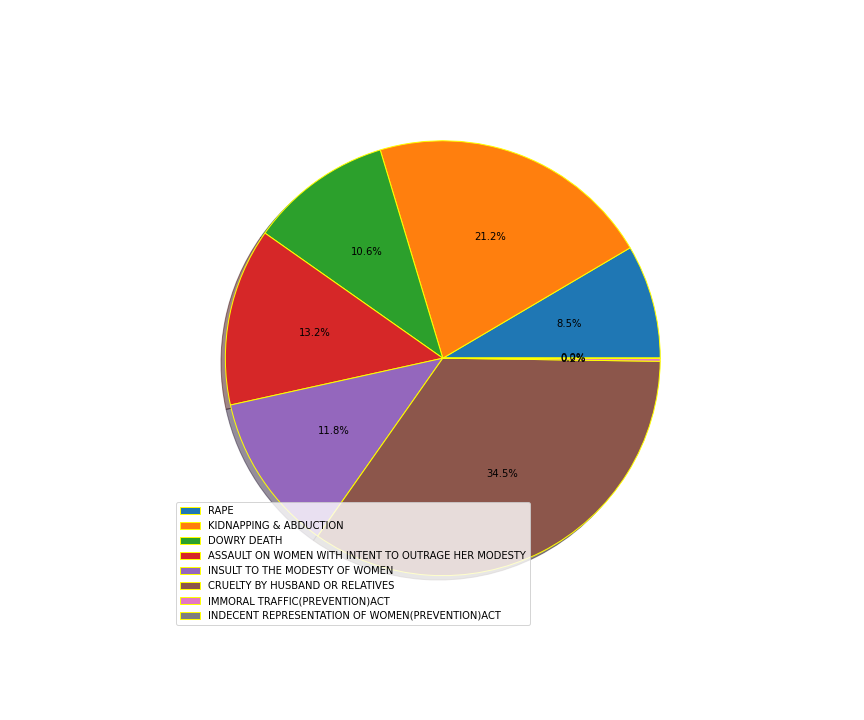 21.2%
10.6%
8.5%
13.2%
11.8%
34.5%
RAPE
KIDNAPPING & ABDUCTION
DOWRY DEATH
ASSAULT ON WOMEN WITH INTENT TO OUTRAGE HER MODESTY
INSULT TO THE MODESTY OF WOMEN
CRUELTY BY HUSBAND OR RELATIVES
IMMORAL TRAFFIC(PREVENTION)ACT
INDECENT REPRESENTATION OF WOMEN(PREVENTION)ACT